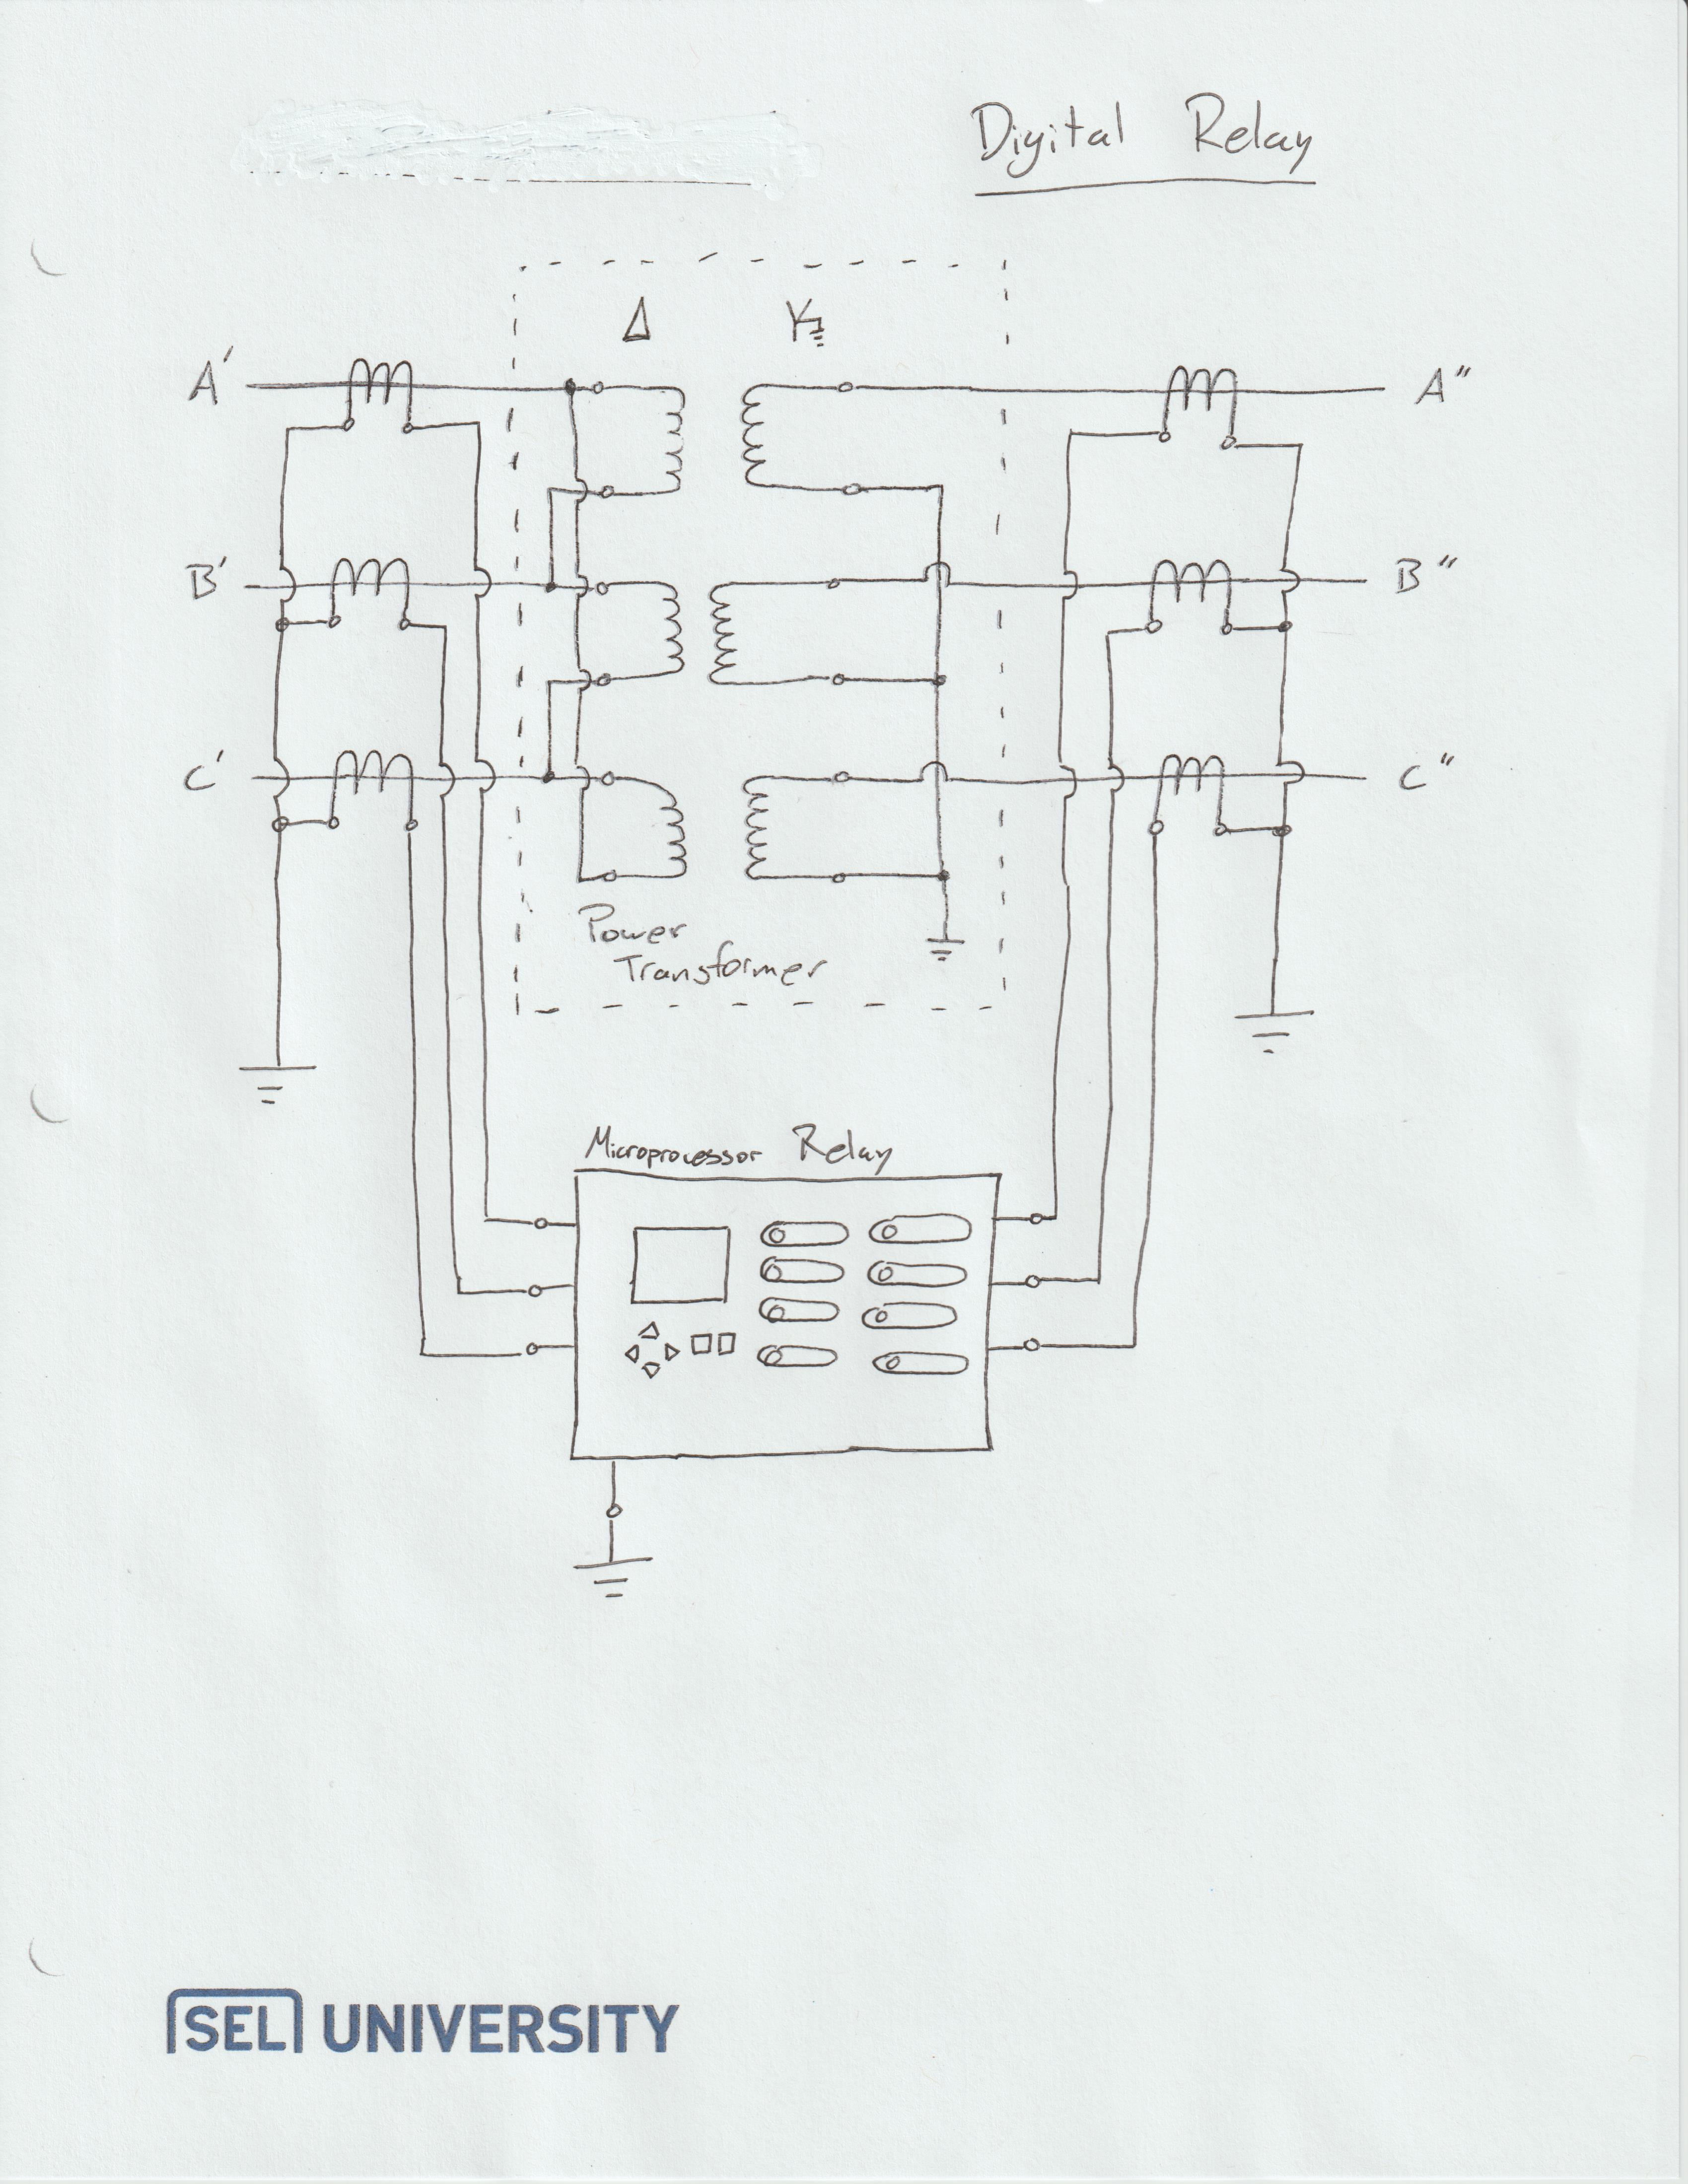 Digital Relay
Δ Y
A' A"
B' B"
C' C"
Power
Transformer
Microprocessor Relay
SEL UNIVERSITY